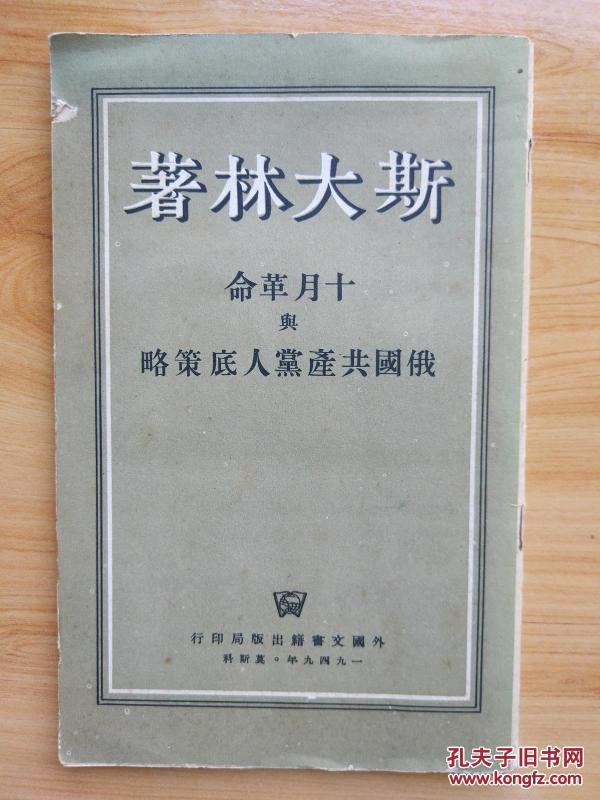 斯大林著
十月革命
與
俄國共產黨人底策略
外國文書籍出版局印行
一九四九年。莫斯科
孔夫子旧书网
www.kongfz.com